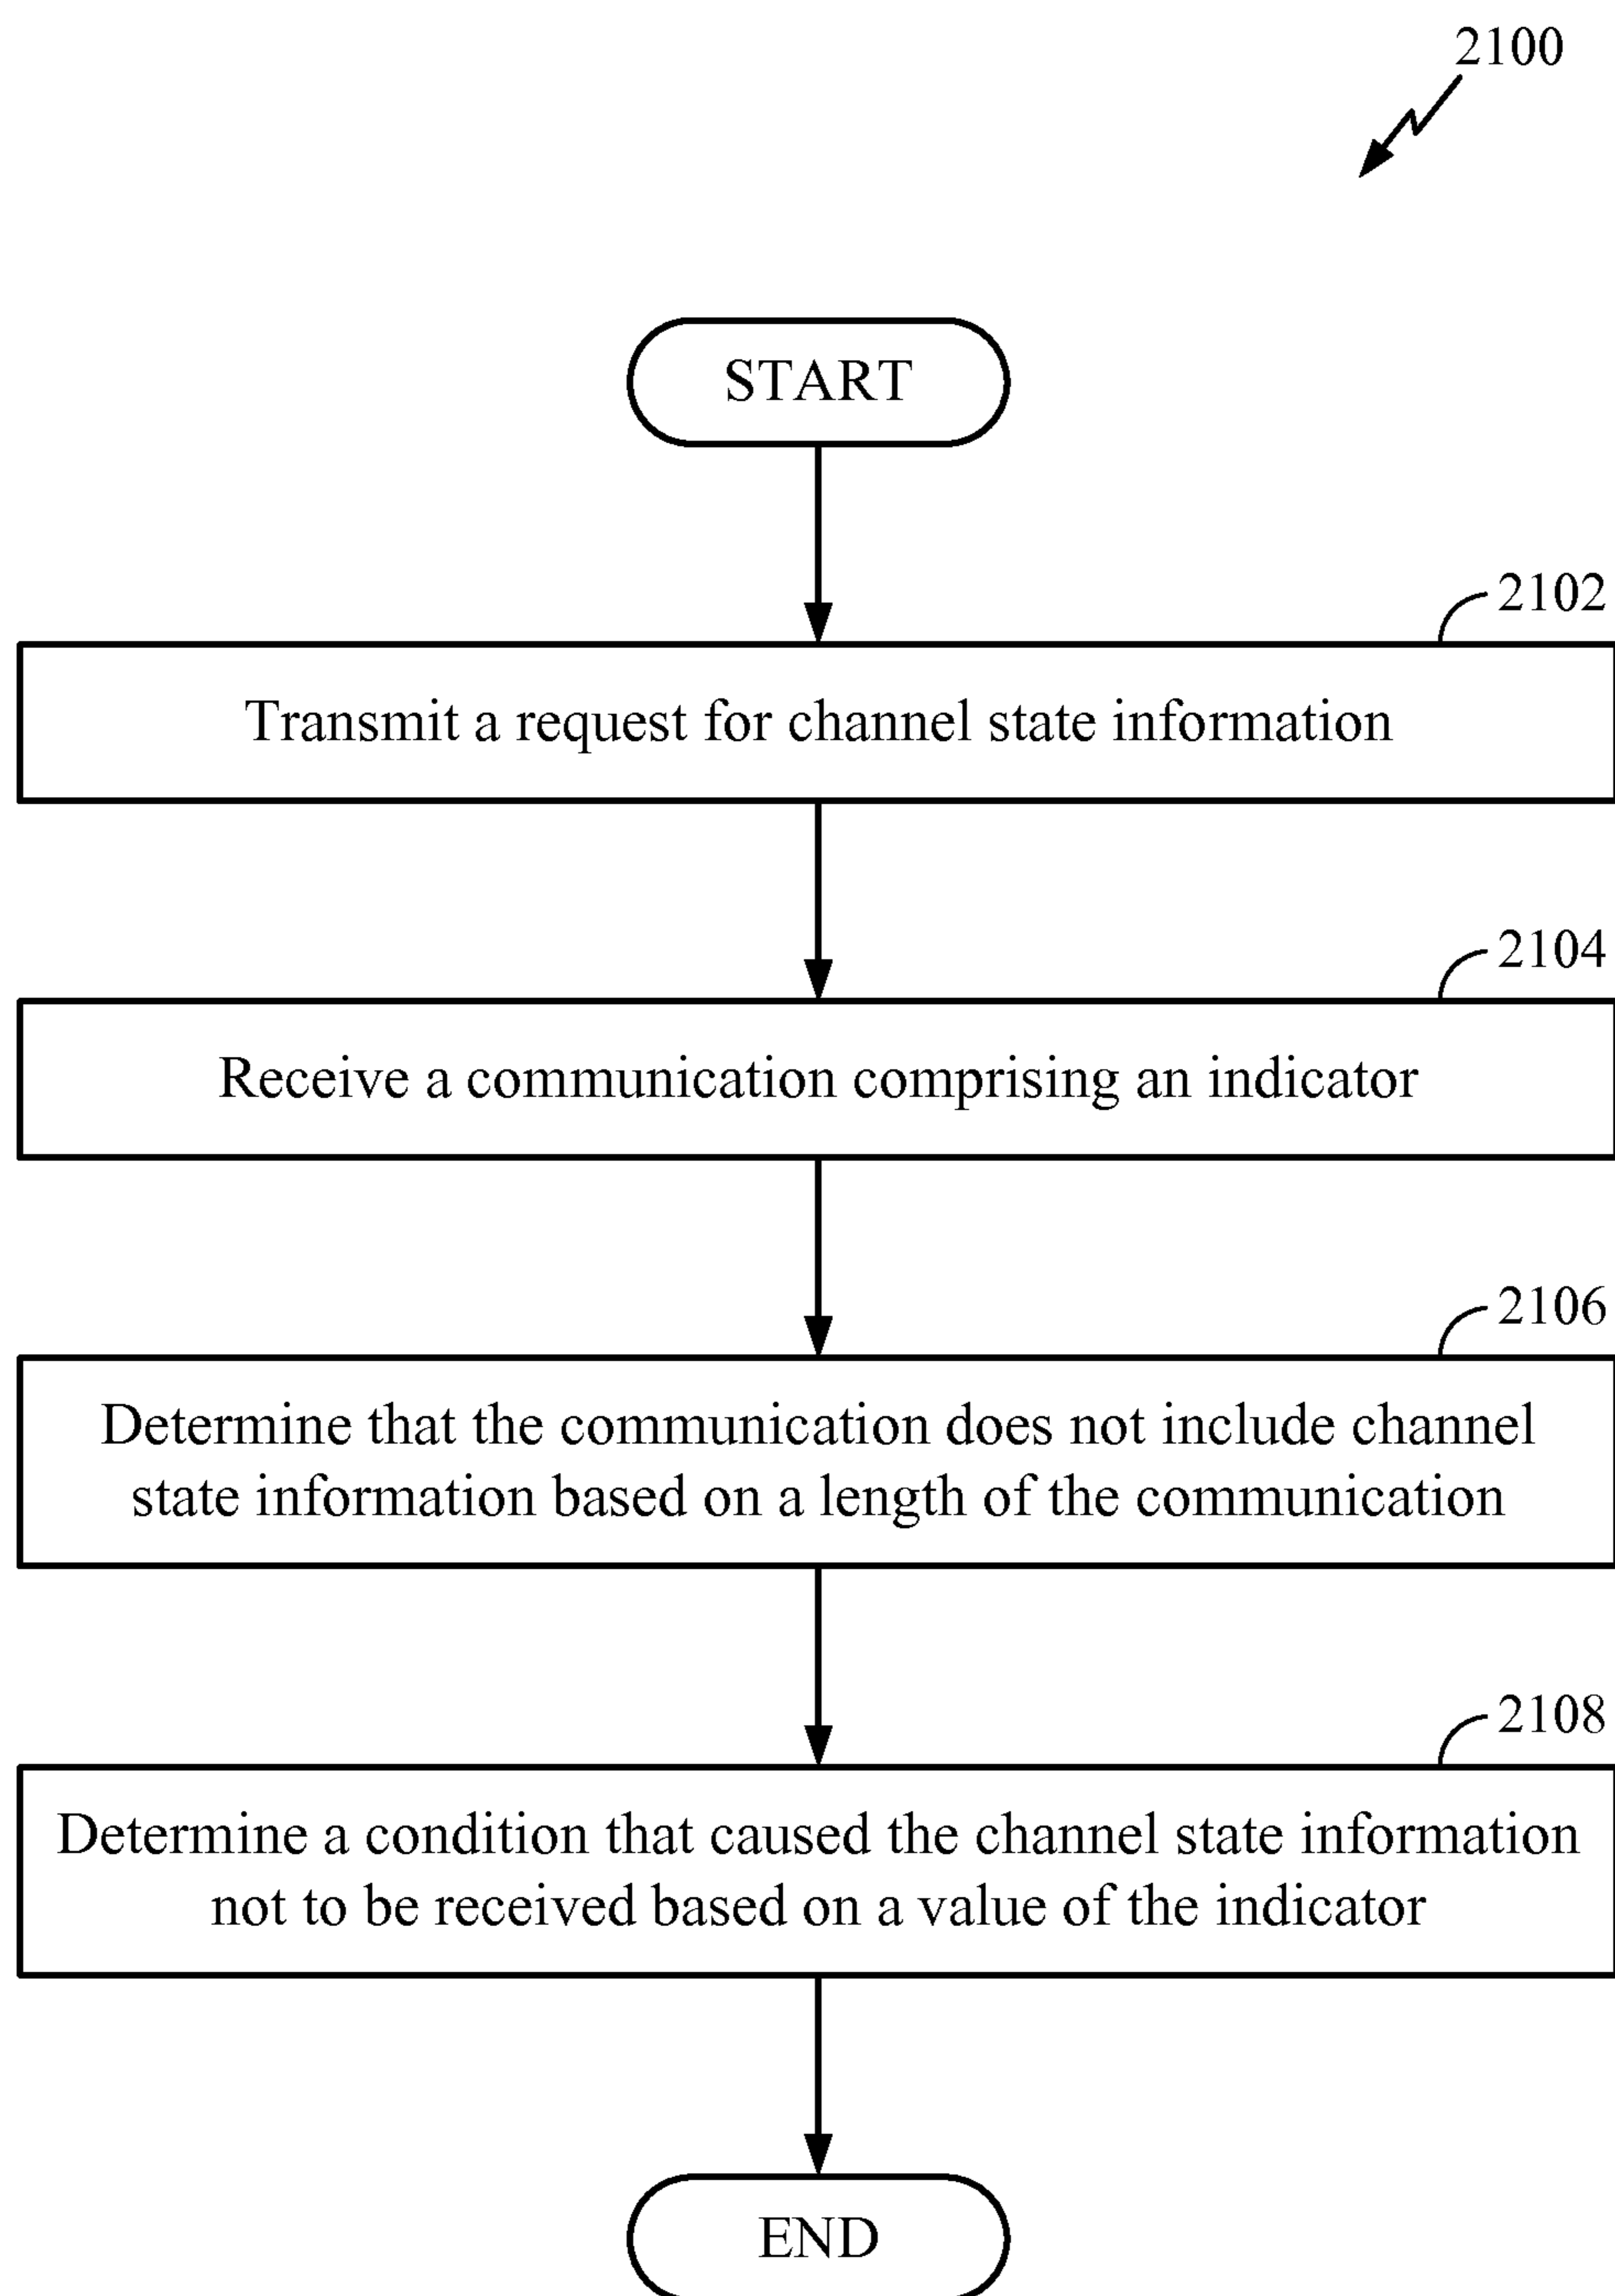 2100
START
2102
Transmit a request for channel state information
2104
Receive a communication comprising an indicator
2106
Determine that the communication does not include channel
state information based on a length of the communication
2108
Determine a condition that caused the channel state information
not to be received based on a value of the indicator
END